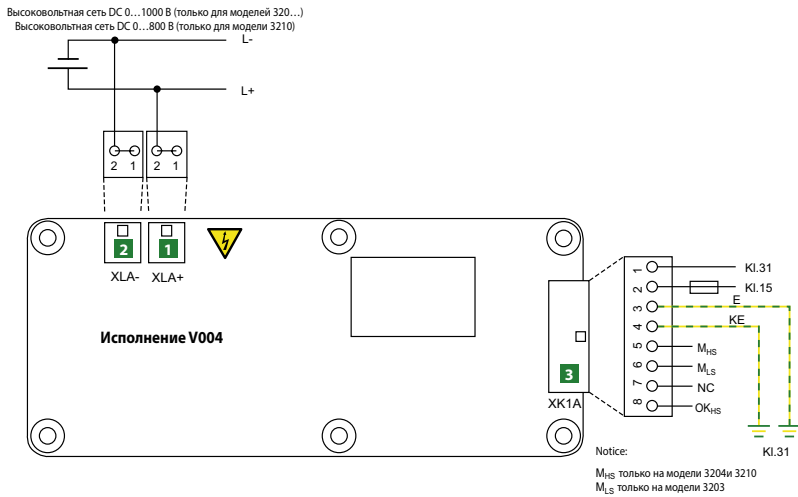 Высоковольтная сеть DC 0…1000 В (только для моделей 320…)
Высоковольтная сеть DC 0…800 В (только для модели 3210)
L-
L+
2 1
2 1
2
1
XLA-
XLA+
Исполнение V004
3
XK1A
1
Kl.31
2
Kl.15
3
E
4
KE
5
MHS
6
MLS
7
NC
8
OKHS
Kl.31
Notice:
MHS только на модели 3204и 3210
MLS только на модели 3203